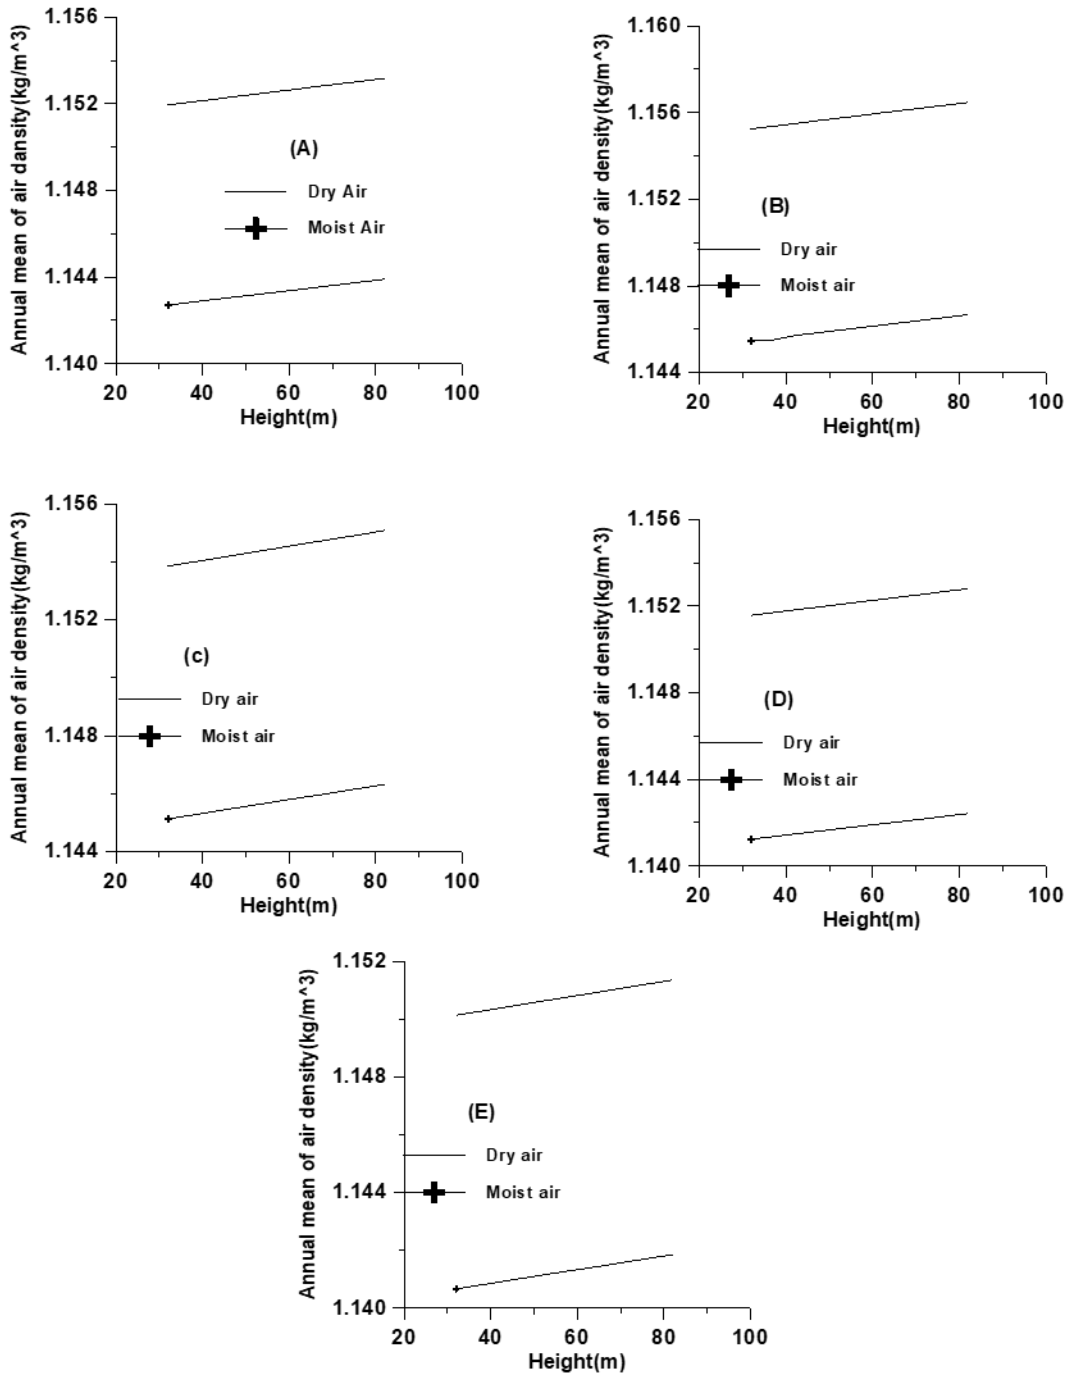 Annual mean of air dansity(kg/m^3)
1.156
1.152
1.148
1.144
1.140
(A)
Dry Air
Moist Air
20 40 60 80 100
Height(m)
Annual mean of air density(kg/m^3)
1.160
1.156
1.152
1.148
1.144
(B)
Dry air
Moist air
20 40 60 80 100
Height(m)
Annual mean of air density(kg/m^3)
1.156
1.152
1.148
1.144
(c)
Dry air
Moist air
20 40 60 80 100
Height(m)
Annual mean of air density(kg/m^3)
1.156
1.152
1.148
1.144
1.140
(D)
Dry air
Moist air
20 40 60 80 100
Height(m)
Annual mean of air density(kg/m^3)
1.152
1.148
1.144
1.140
(E)
Dry air
Moist air
20 40 60 80 100
Height(m)